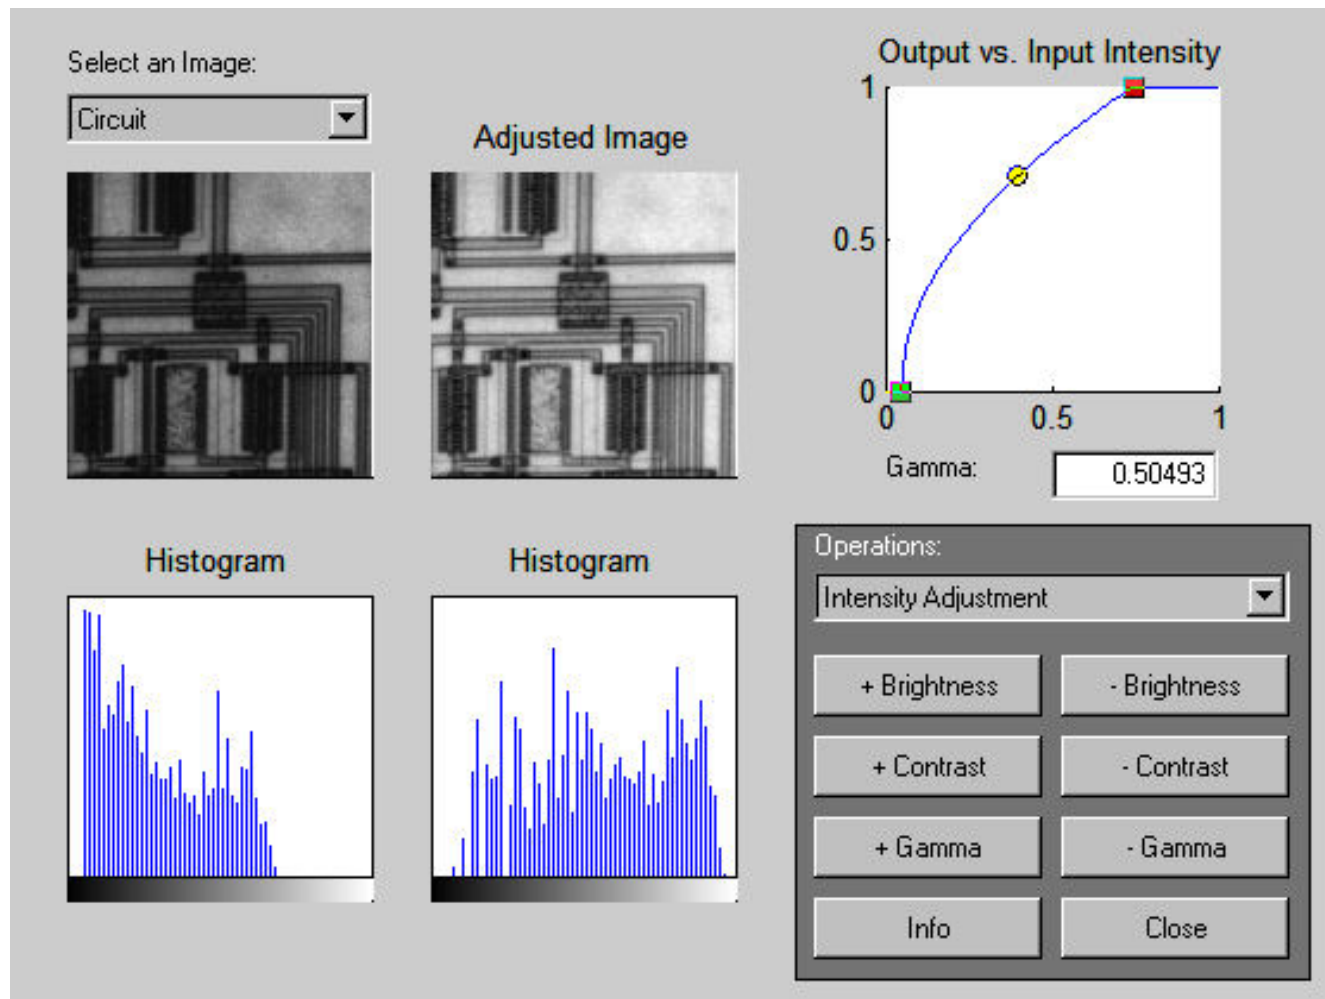 Select an Image:
Circuit
Adjusted Image
Output vs. Input Intensity
1
0.5
0
0
0.5
1
Gamma:
0.50493
Histogram
Histogram
Operations:
Intensity Adjustment
+ Brightness
- Brightness
+ Contrast
- Contrast
+ Gamma
- Gamma
Info
Close